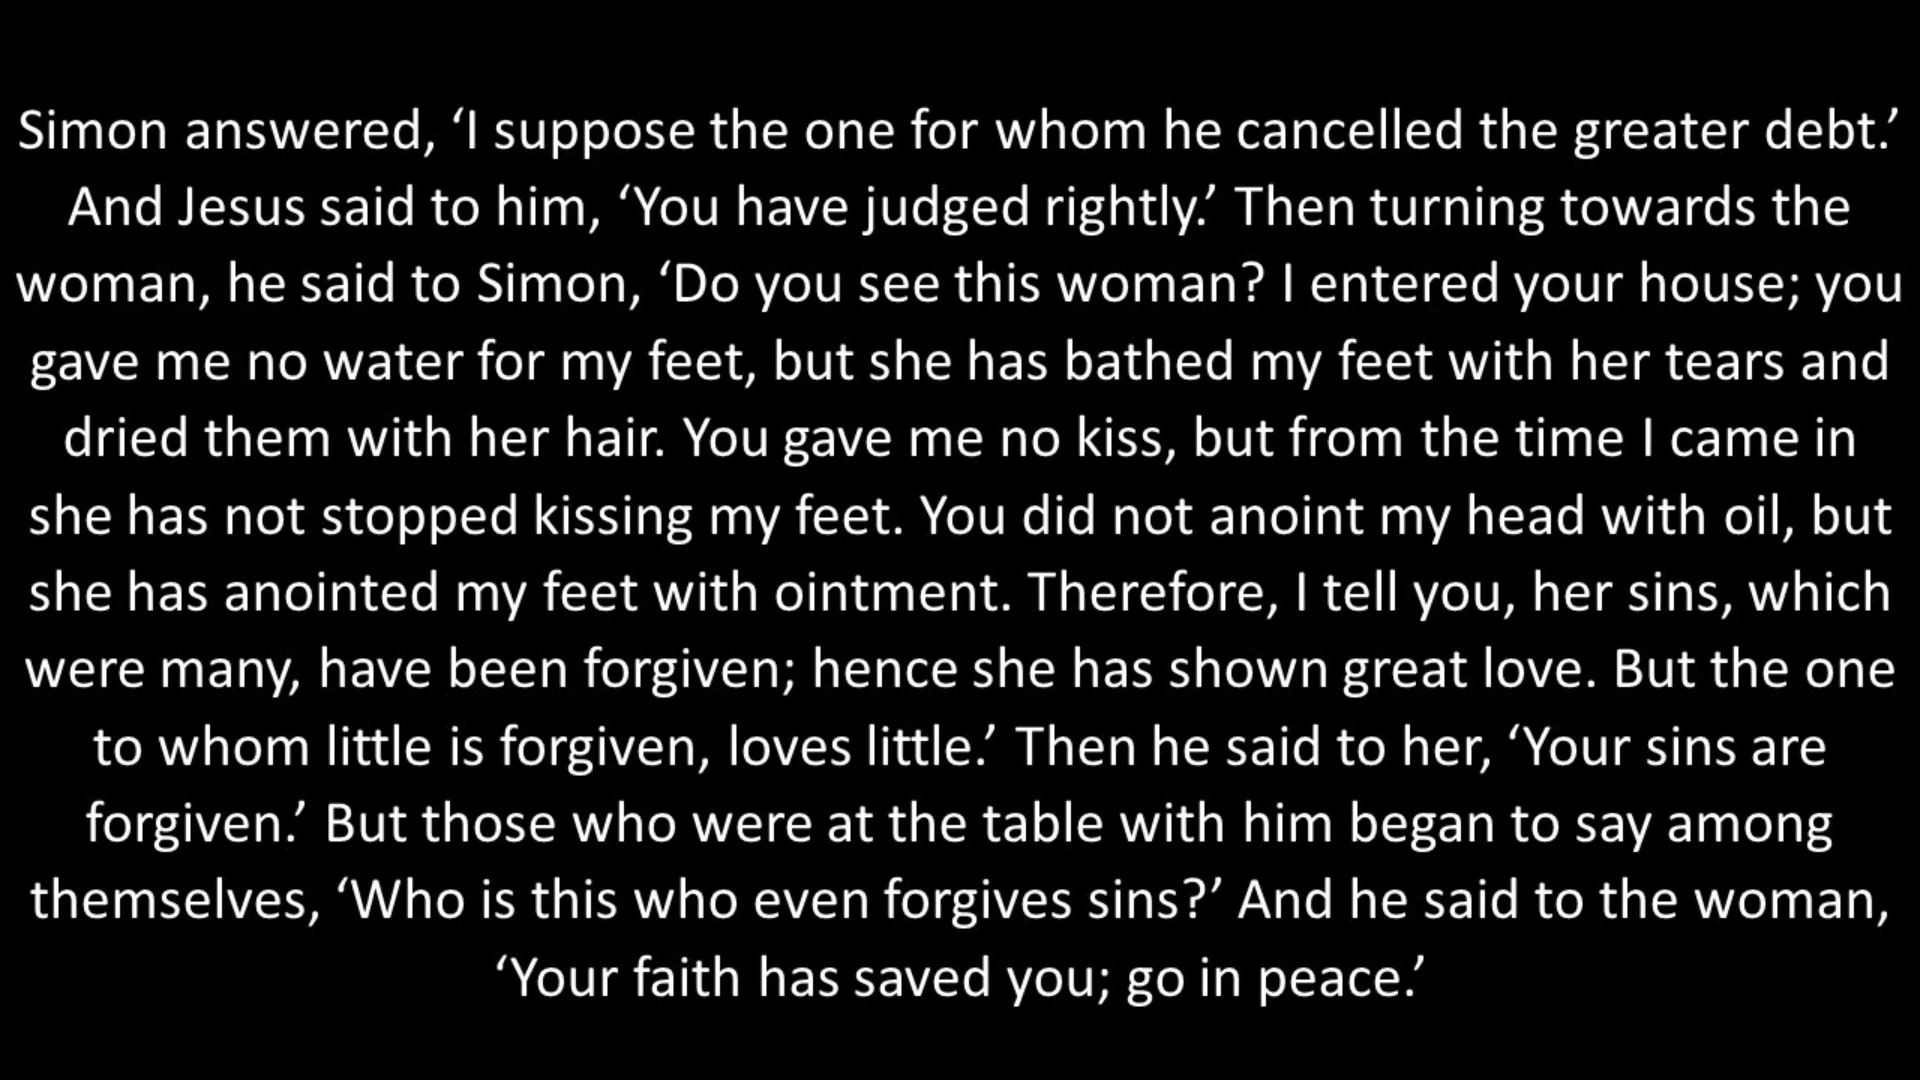 Simon answered, ‘I suppose the one for whom he cancelled the greater debt.’
And Jesus said to him, ‘You have judged rightly.’ Then turning towards the
woman, he said to Simon, ‘Do you see this woman? I entered your house; you
gave me no water for my feet, but she has bathed my feet with her tears and
dried them with her hair. You gave me no kiss, but from the time I came in
she has not stopped kissing my feet. You did not anoint my head with oil, but
she has anointed my feet with ointment. Therefore, I tell you, her sins, which
were many, have been forgiven; hence she has shown great love. But the one
to whom little is forgiven, loves little.’ Then he said to her, ‘Your sins are
forgiven.’ But those who were at the table with him began to say among
themselves, ‘Who is this who even forgives sins?’ And he said to the woman,
‘Your faith has saved you; go in peace.’